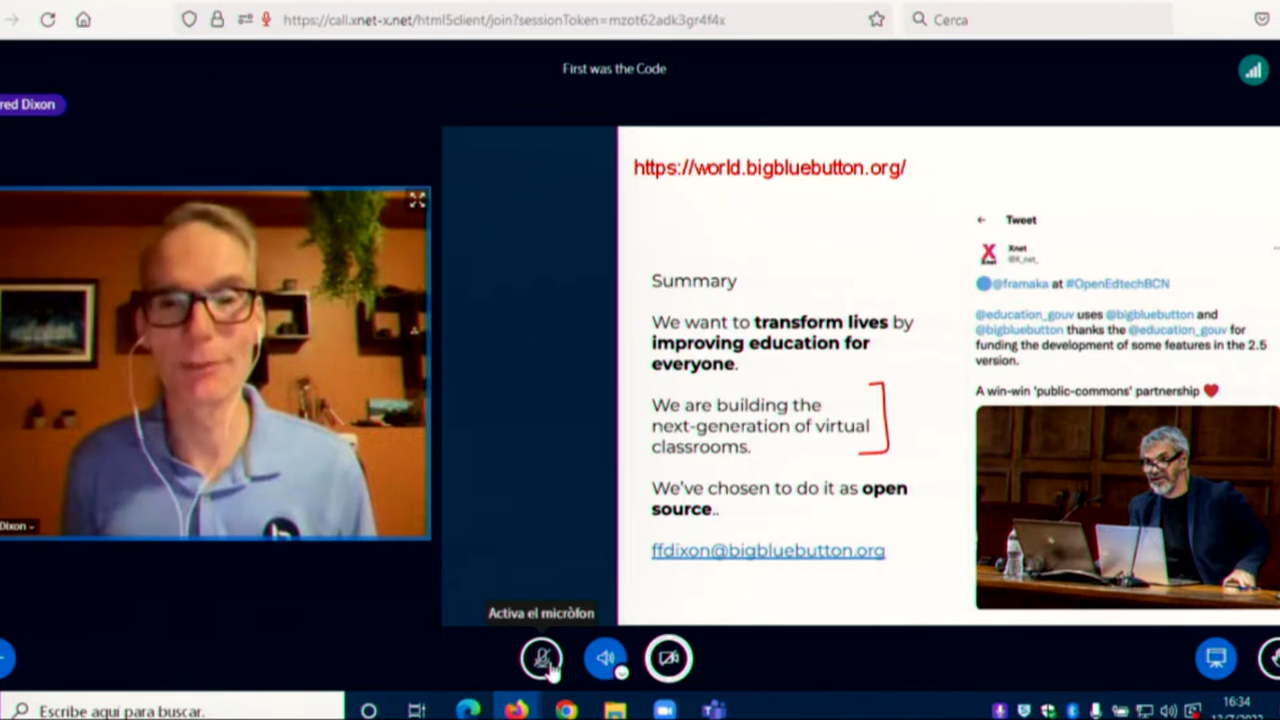 https://call.xnet-x.net/html5client/join?sessionToken=mzot62adk3gr4f4x
Cerca
First was the Code
red Dixon
https://world.bigbluebutton.org/
Tweet
Xnet
@X_net_
@framaka at #OpenEdtechBCN
Summary
@education_gouv uses @bigbluebutton and
@bigbluebutton thanks the @education_gouv for
funding the development of some features in the 2.5
version.
We want to transform lives by
improving education for
everyone.
A win-win 'public-commons' partnership ❤
We are building the
next-generation of virtual
classrooms.
We've chosen to do it as open
source..
ffdixon@bigbluebutton.org
Dixon
Activa el micròfon
Escribe aquí para buscar.
16:34